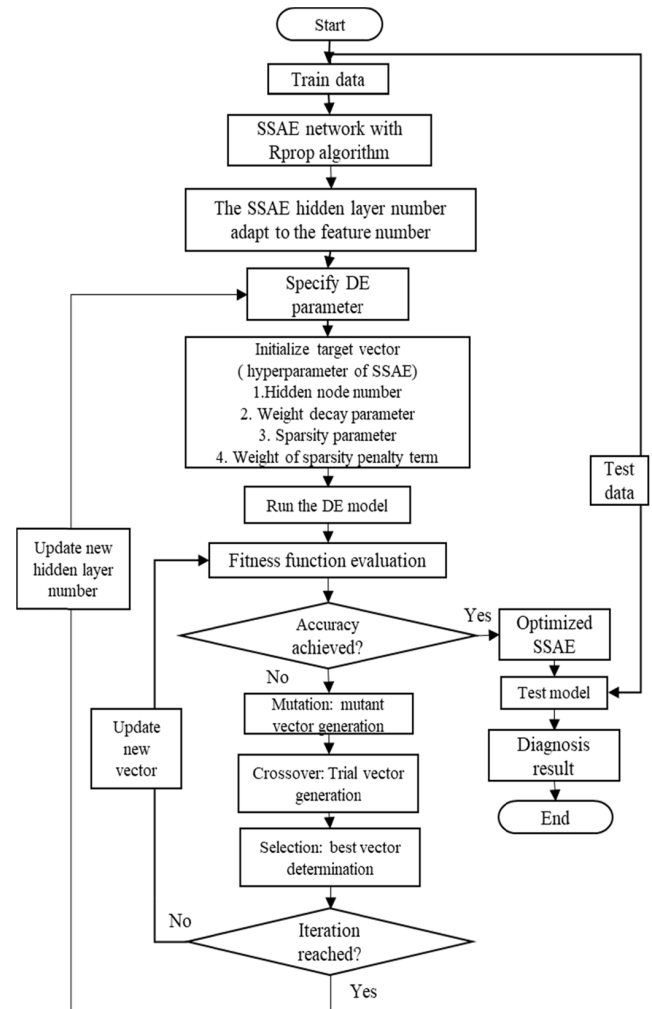 Start
Train data
SSAE network with
Rprop algorithm
The SSAE hidden layer number
adapt to the feature number
Specify DE
parameter
Initialize target vector
( hyperparameter of SSAE)
1.Hidden node number
2. Weight decay parameter
3. Sparsity parameter
4. Weight of sparsity penalty term
Test
data
Run the DE model
Update new
hidden layer
number
Fitness function evaluation
Accuracy
achieved?
Yes
Optimized
SSAE
No
Test model
Mutation: mutant
vector generation
Update
new
vector
Diagnosis
result
Crossover: Trial vector
generation
End
Selection: best vector
determination
No
Iteration
reached?
Yes